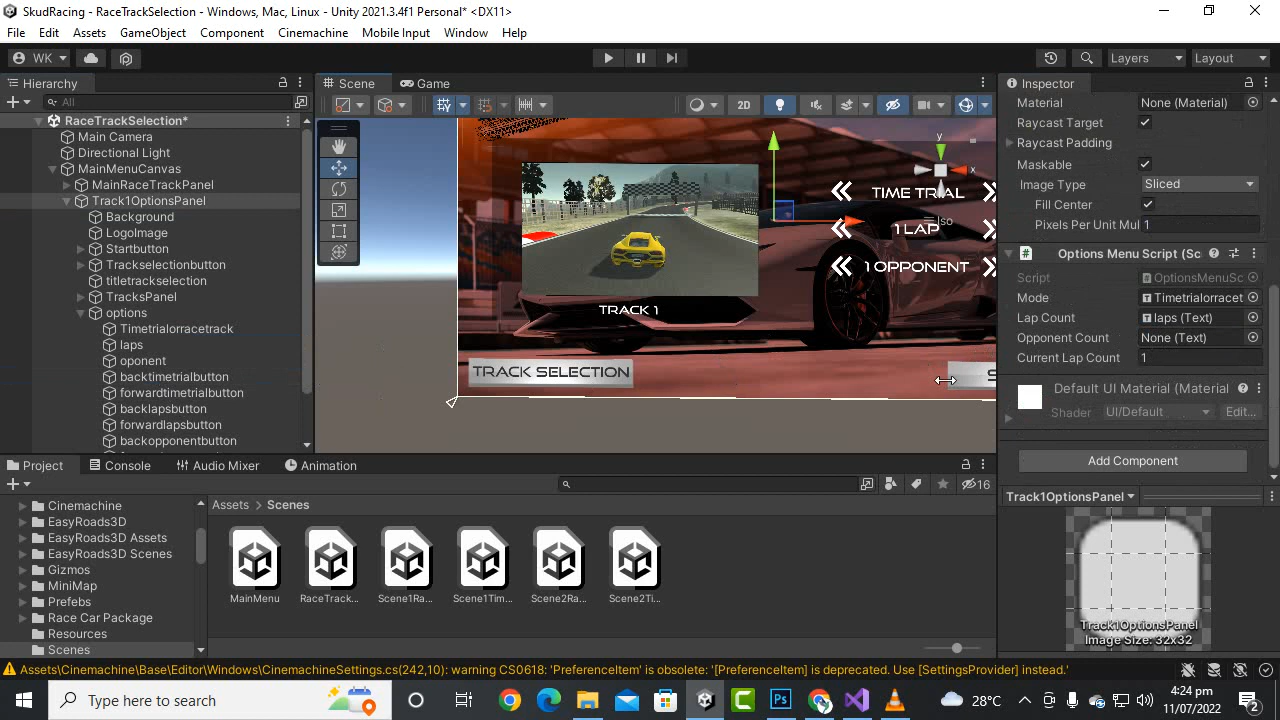 SkudRacing - RaceTrackSelection - Windows, Mac, Linux - Unity 2021.3.4f1 Personal* <DX11>
File Edit Assets GameObject Component Cinemachine Mobile Input Window Help
WK Layers Layout
Hierarchy
All
RaceTrackSelection*
Main Camera
Directional Light
MainMenuCanvas
MainRaceTrackPanel
Track1OptionsPanel
Background
LogoImage
Startbutton
Trackselectionbutton
titletrackselection
TracksPanel
options
Timetrialorracetrack
laps
oponent
backtimetrialbutton
forwardtimetrialbutton
backlapsbutton
forwardlapsbutton
backopponentbutton
Scene Game
2D
y
x
Iso
TIME TRIAL
1 LAP
1 OPPONENT
TRACK 1
TRACK SELECTION
S
Inspector
Material None (Material)
Raycast Target
Raycast Padding
Maskable
Image Type Sliced
Fill Center
Pixels Per Unit Mul 1
Options Menu Script (Sc
Script OptionsMenuSc
Mode Timetrialorracet
Lap Count laps (Text)
Opponent Count None (Text)
Current Lap Count 1
Default UI Material (Material
Shader UI/Default Edit...
Add Component
Track1OptionsPanel
Track1OptionsPanel
Image Size: 32x32
Project Console Audio Mixer Animation
16
Cinemachine
EasyRoads3D
EasyRoads3D Assets
EasyRoads3D Scenes
Gizmos
MiniMap
Prefebs
Race Car Package
Resources
Scenes
Assets > Scenes
MainMenu RaceTrack... Scene1Ra... Scene1Tim... Scene2Ra... Scene2Ti...
Assets\Cinemachine\Base\Editor\Windows\CinemachineSettings.cs(242,10): warning CS0618: 'PreferenceItem' is obsolete: '[PreferenceItem] is deprecated. Use [SettingsProvider] instead.'
Type here to search
28°C
4:24 pm
11/07/2022
2